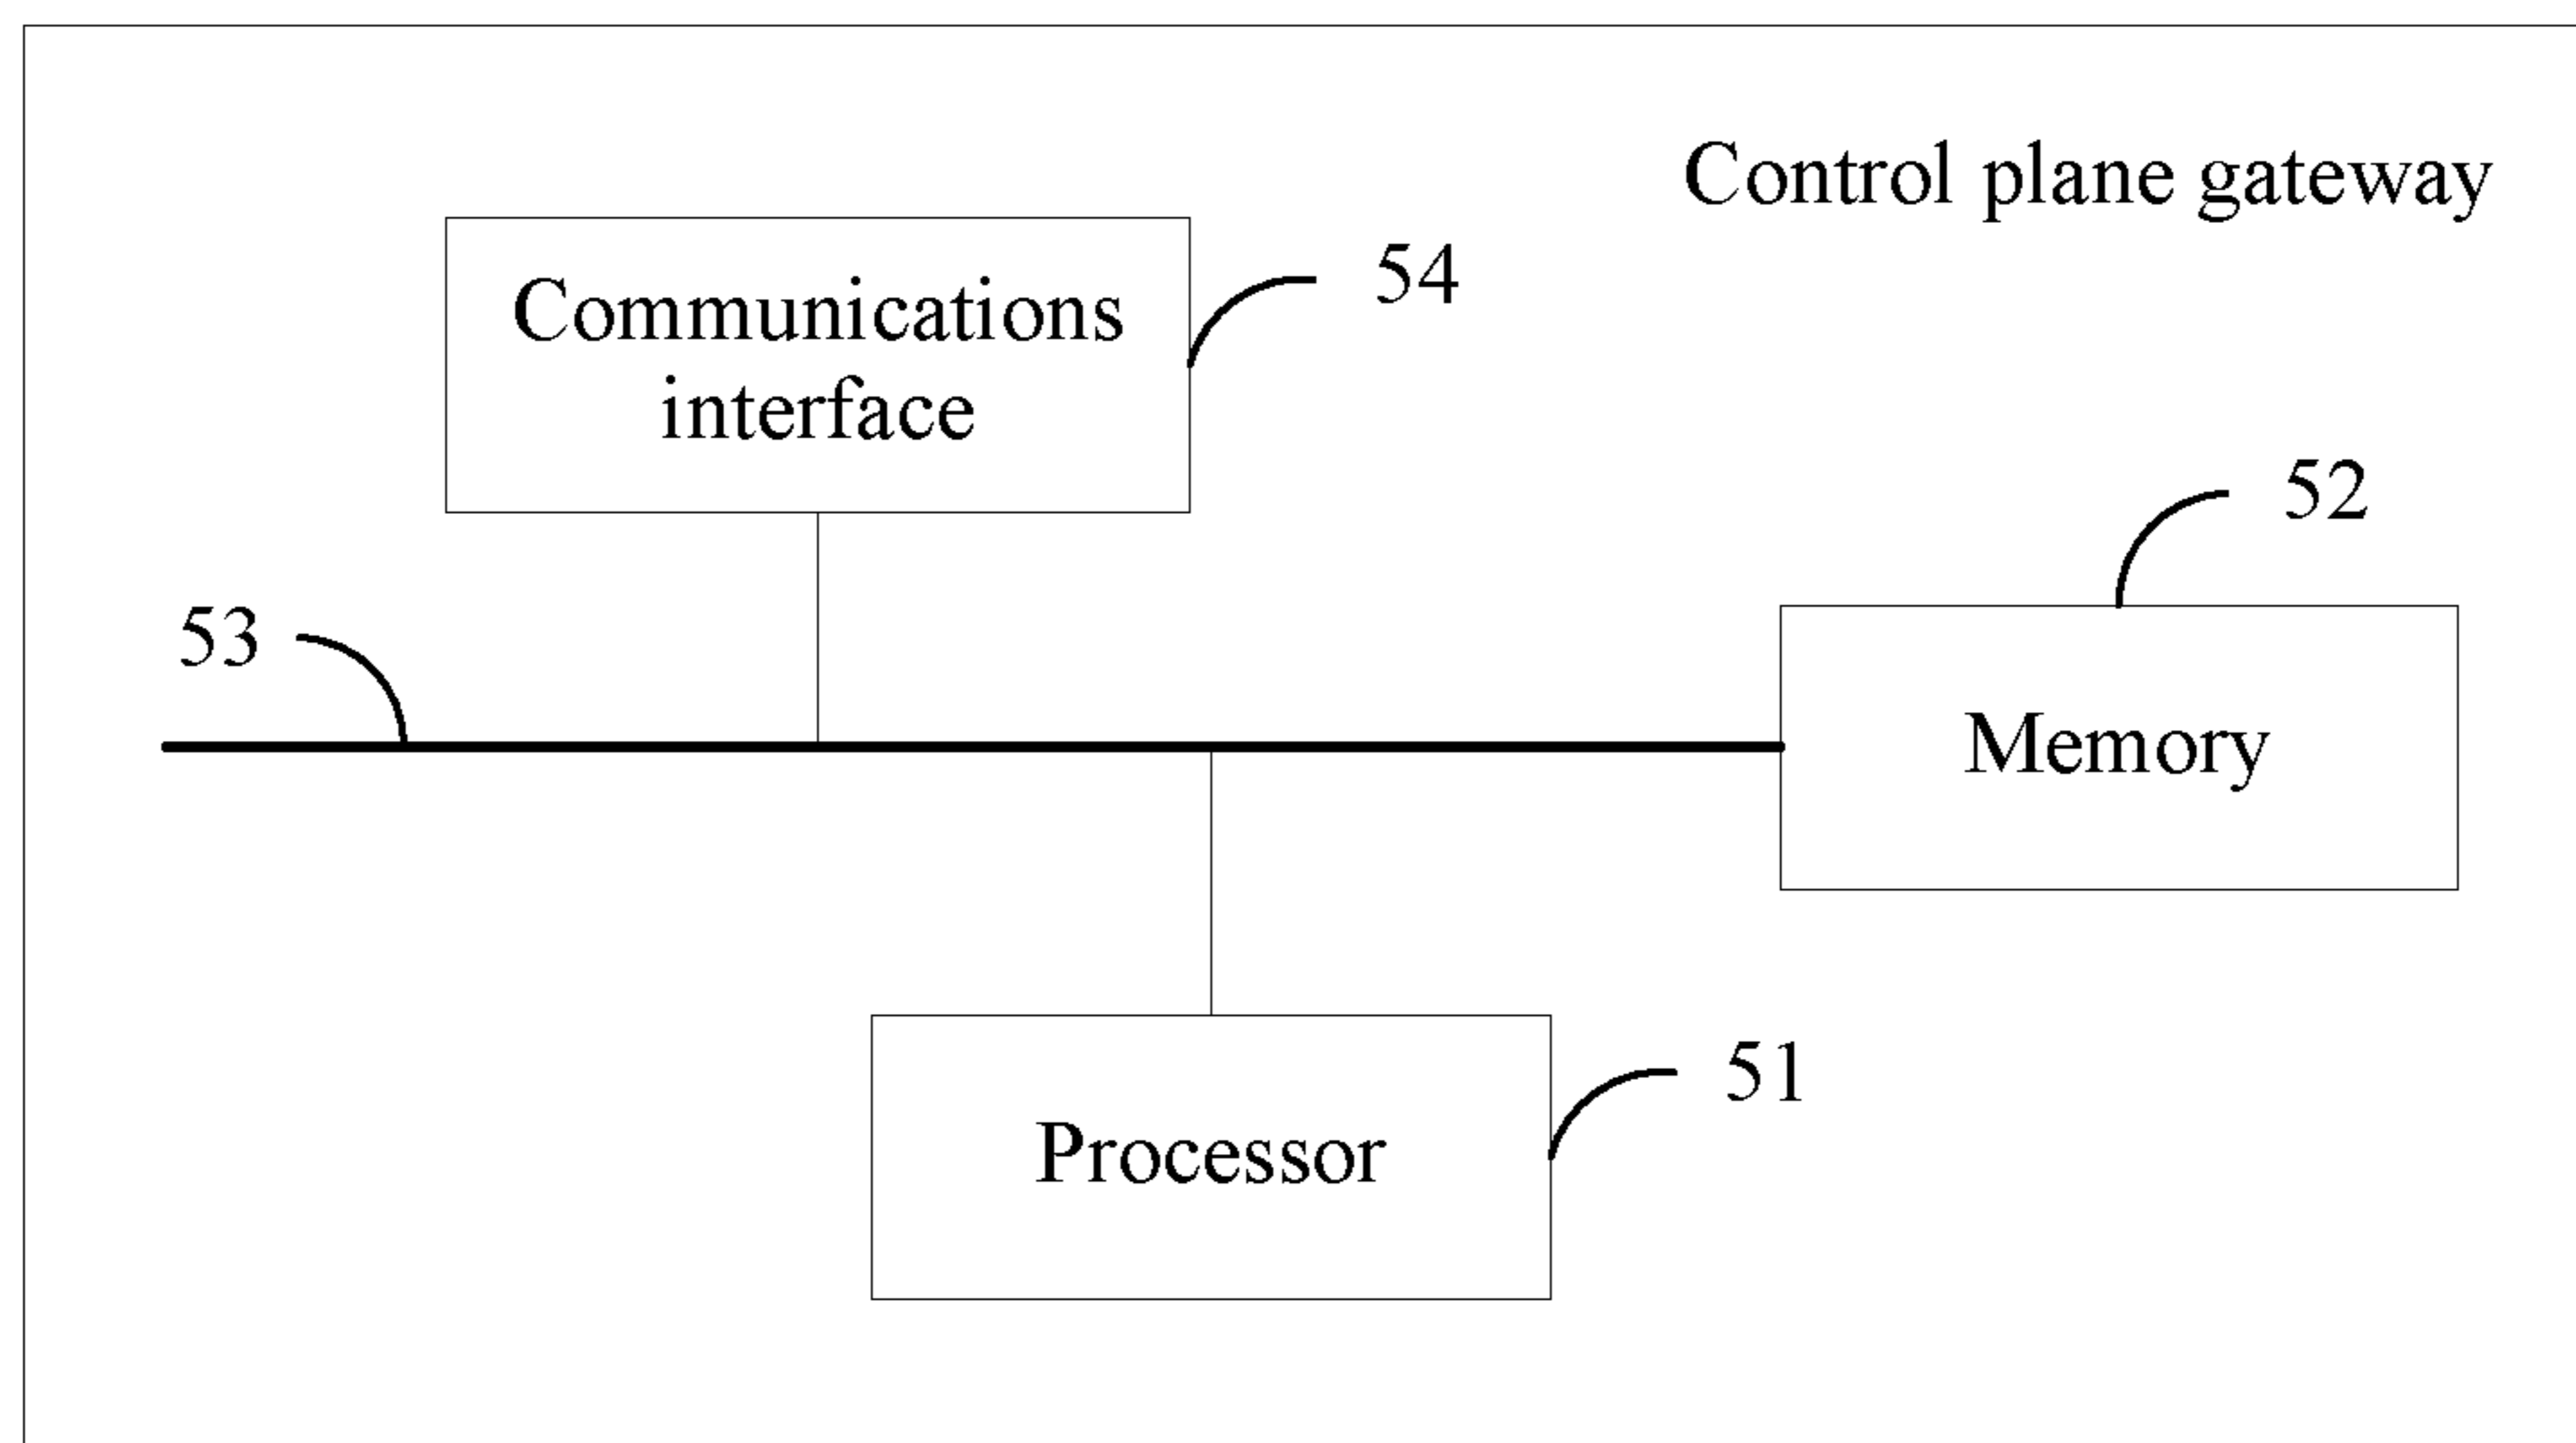 Control plane gateway
Communications
interface
54
52
53
Memory
51
Processor